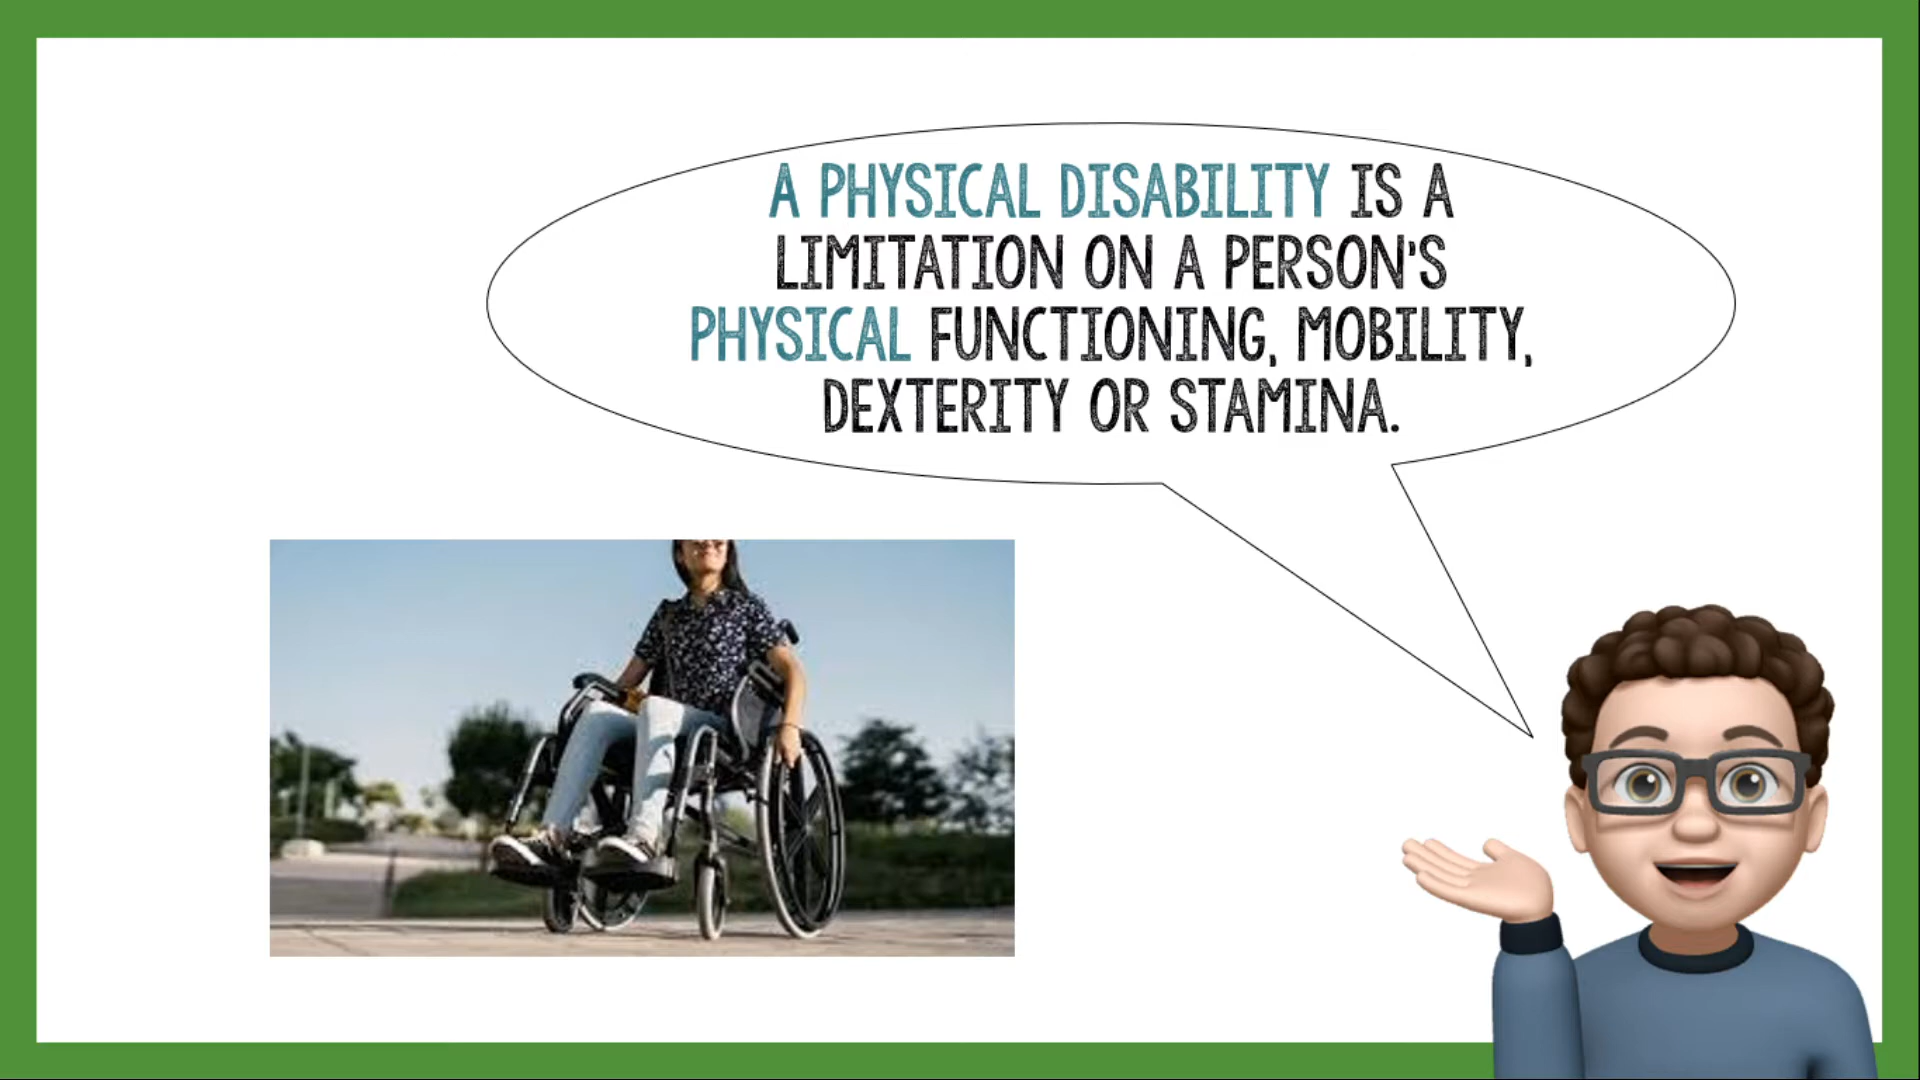 A PHYSICAL DISABILITY IS A
LIMITATION ON A PERSON'S
PHYSICAL FUNCTIONING, MOBILITY,
DEXTERITY OR STAMINA.